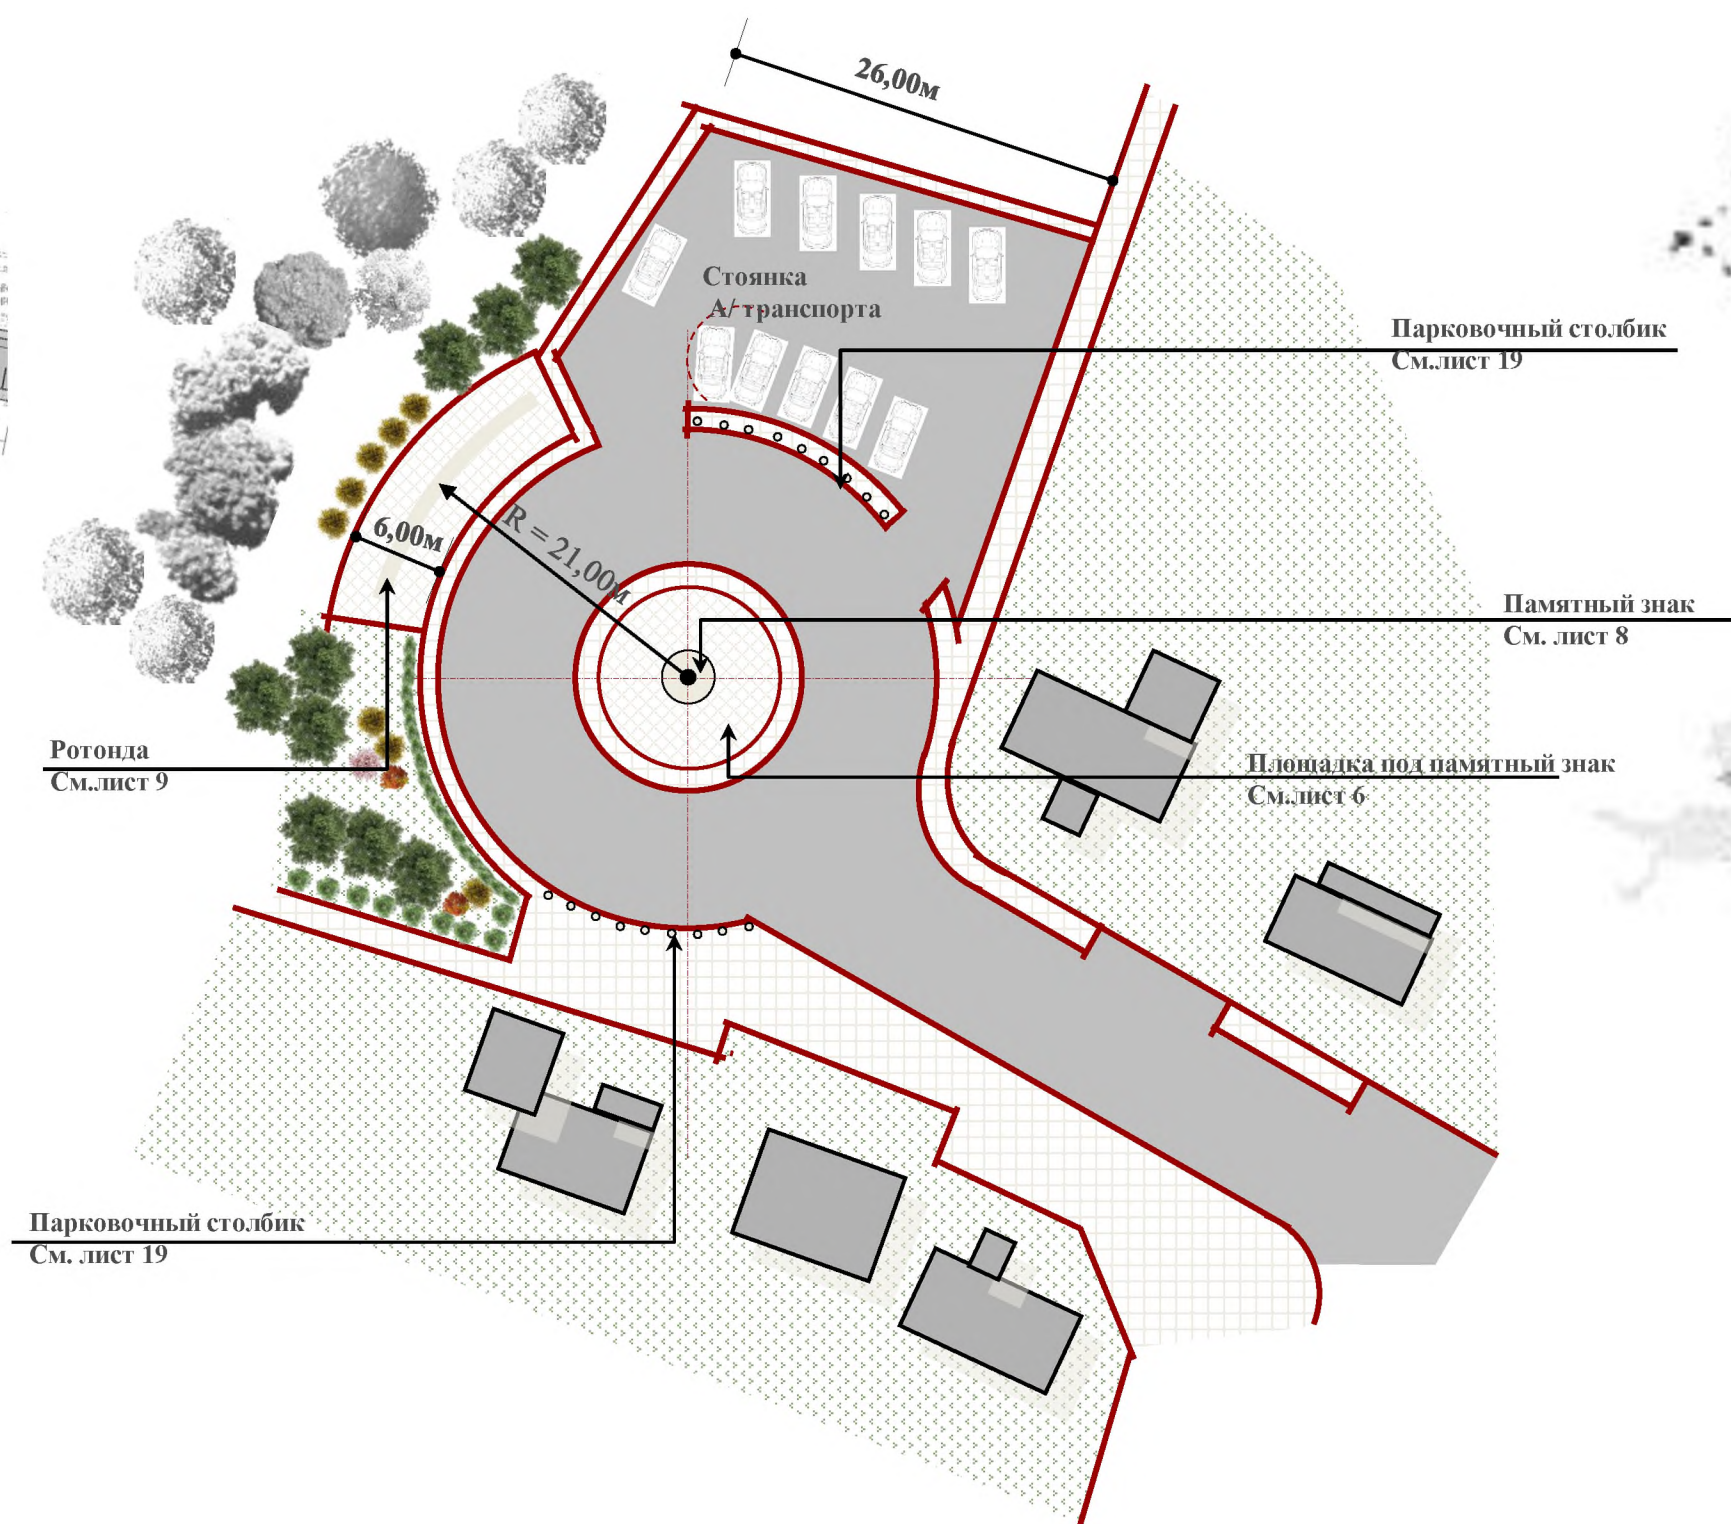 26,00м
Стоянка
А/ транспорта
Парковочный столбик
См.лист 19
6,00м
R = 21,00м
Памятный знак
См. лист 8
Ротонда
См.лист 9
Площадка под памятный знак
См.лист 6
Парковочный столбик
См. лист 19